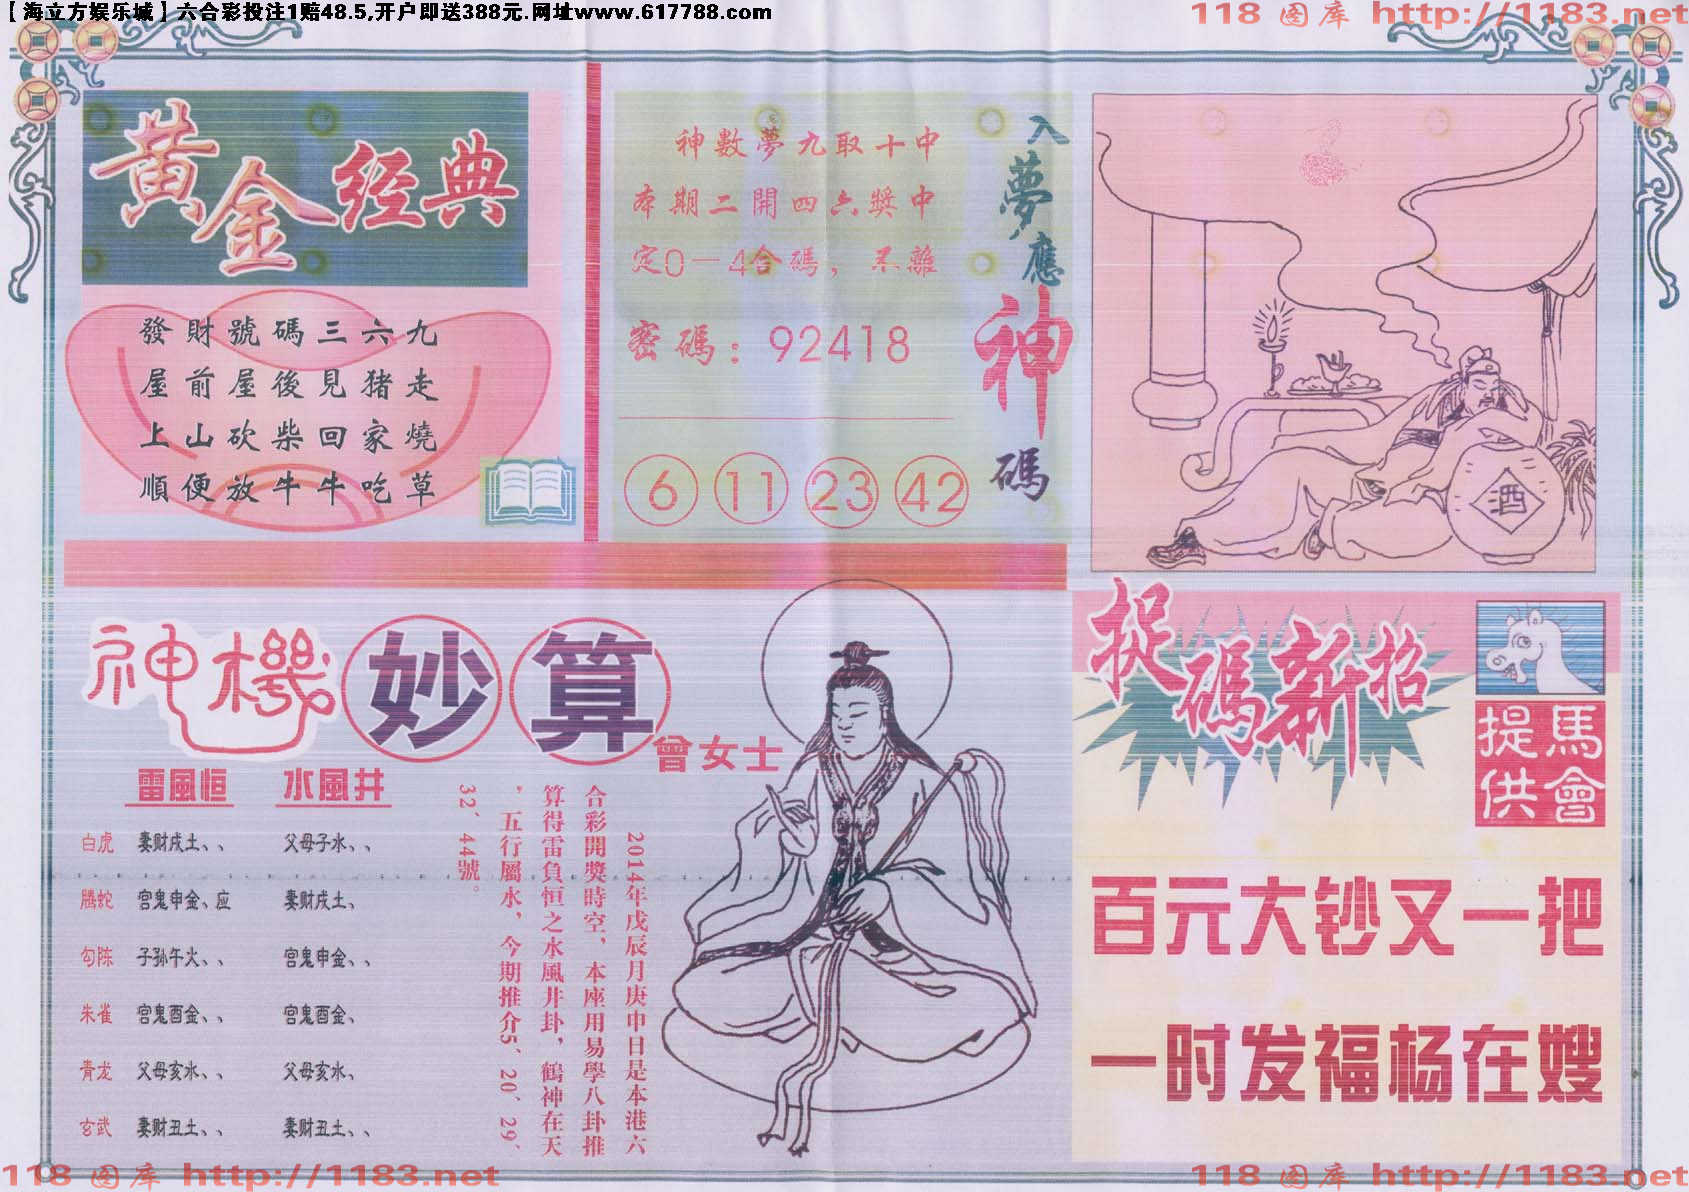 【海立方娱乐城】六合彩投注1赔48.5,开户即送388元.网址www.617788.com
118 图库 http://1183.net
黄金经典
發財號碼三六九
屋前屋後見猪走
上山砍柴回家燒
順便放牛牛吃草
入夢應神碼
神數夢九取十中
本期二開四六獎中
定0－4合碼，不離
密碼：92418
6 11 23 42
酒
神機妙算
曾女士
雷風恒 水風井
白虎 妻财戌土、、 父母子水、、
腾蛇 官鬼申金、应 妻财戌土、
勾陈 子孙午火、、 官鬼申金、、
朱雀 官鬼酉金、、 官鬼酉金、
青龙 父母亥水、、 父母亥水、
玄武 妻财丑土、、 妻财丑土、、
2014年戊辰月庚申日是本港六
合彩開獎時空，本座用易學八卦推
算得雷負恒之水風井卦，鶴神在天
，五行屬水，今期推介5、20、29、
32、44號。
捉碼新招
馬會提供
百元大钞又一把
一时发福杨在嫂
118 图库 http://1183.net
118 图库 http://1183.net